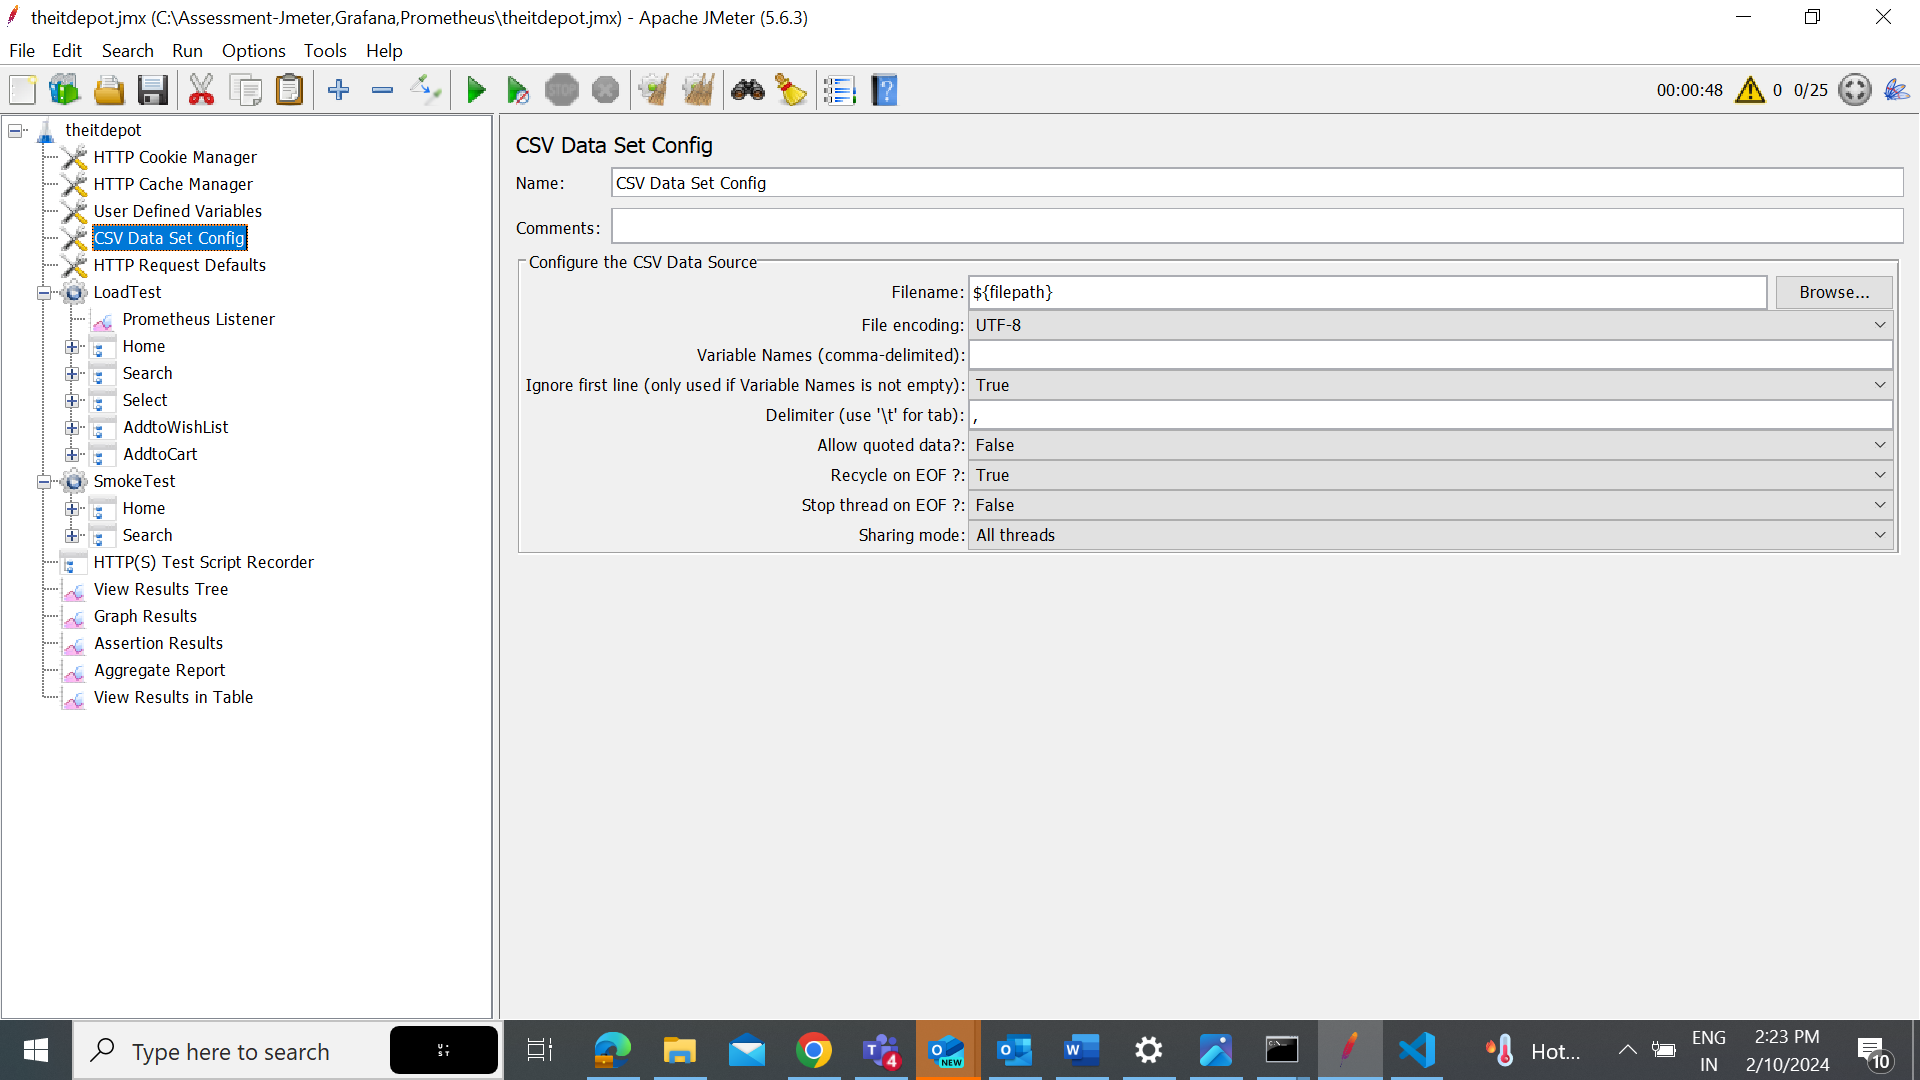 theitdepot.jmx (C:\Assessment-Jmeter,Grafana,Prometheus\theitdepot.jmx) - Apache JMeter (5.6.3)
File Edit Search Run Options Tools Help
STOP
00:00:48 0 0/25
theitdepot
HTTP Cookie Manager
HTTP Cache Manager
User Defined Variables
CSV Data Set Config
HTTP Request Defaults
LoadTest
Prometheus Listener
Home
Search
Select
AddtoWishList
AddtoCart
SmokeTest
Home
Search
HTTP(S) Test Script Recorder
View Results Tree
Graph Results
Assertion Results
Aggregate Report
View Results in Table
CSV Data Set Config
Name: CSV Data Set Config
Comments:
Configure the CSV Data Source
Filename: ${filepath} Browse...
File encoding: UTF-8
Variable Names (comma-delimited):
Ignore first line (only used if Variable Names is not empty): True
Delimiter (use '\t' for tab): ,
Allow quoted data?: False
Recycle on EOF ?: True
Stop thread on EOF ?: False
Sharing mode: All threads
Type here to search
U
ST
4
NEW
Hot...
ENG
IN
2:23 PM
2/10/2024
10